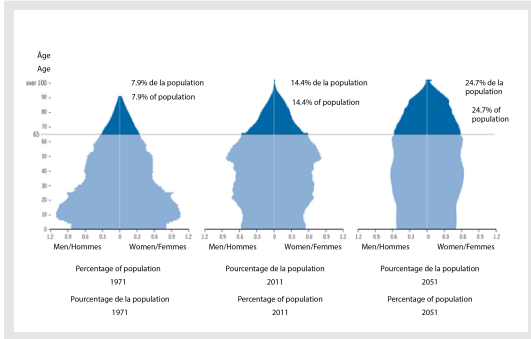 Âge
Age
over 100
90
80
70
65
60
50
40
30
20
10
0
7.9% de la population
7.9% of population
14.4% de la population
14.4% of population
24.7% de la
population
24.7% of
population
1.2 0.9 0.6 0.3 0 0.3 0.6 0.9 1.2
1.2 0.9 0.6 0.3 0 0.3 0.6 0.9 1.2
1.2 0.9 0.6 0.3 0 0.3 0.6 0.9 1.2
Men/Hommes Women/Femmes
Men/Hommes Women/Femmes
Men/Hommes Women/Femmes
Percentage of population
1971
Pourcentage de la population
1971
Pourcentage de la population
2011
Percentage of population
2011
Pourcentage de la population
2051
Percentage of population
2051